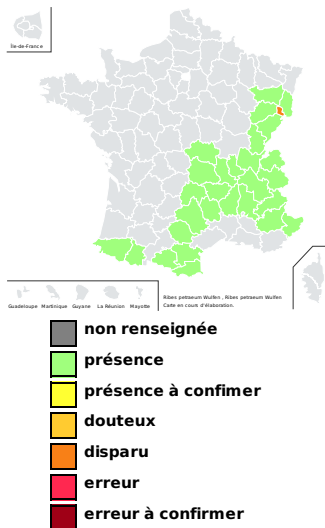 Île-de-France
Guadeloupe Martinique Guyane La Réunion Mayotte
Ribes petraeum Wulfen , Ribes petraeum Wulfen
Carte en cours d'élaboration.
non renseignée
présence
présence à confimer
douteux
disparu
erreur
erreur à confirmer